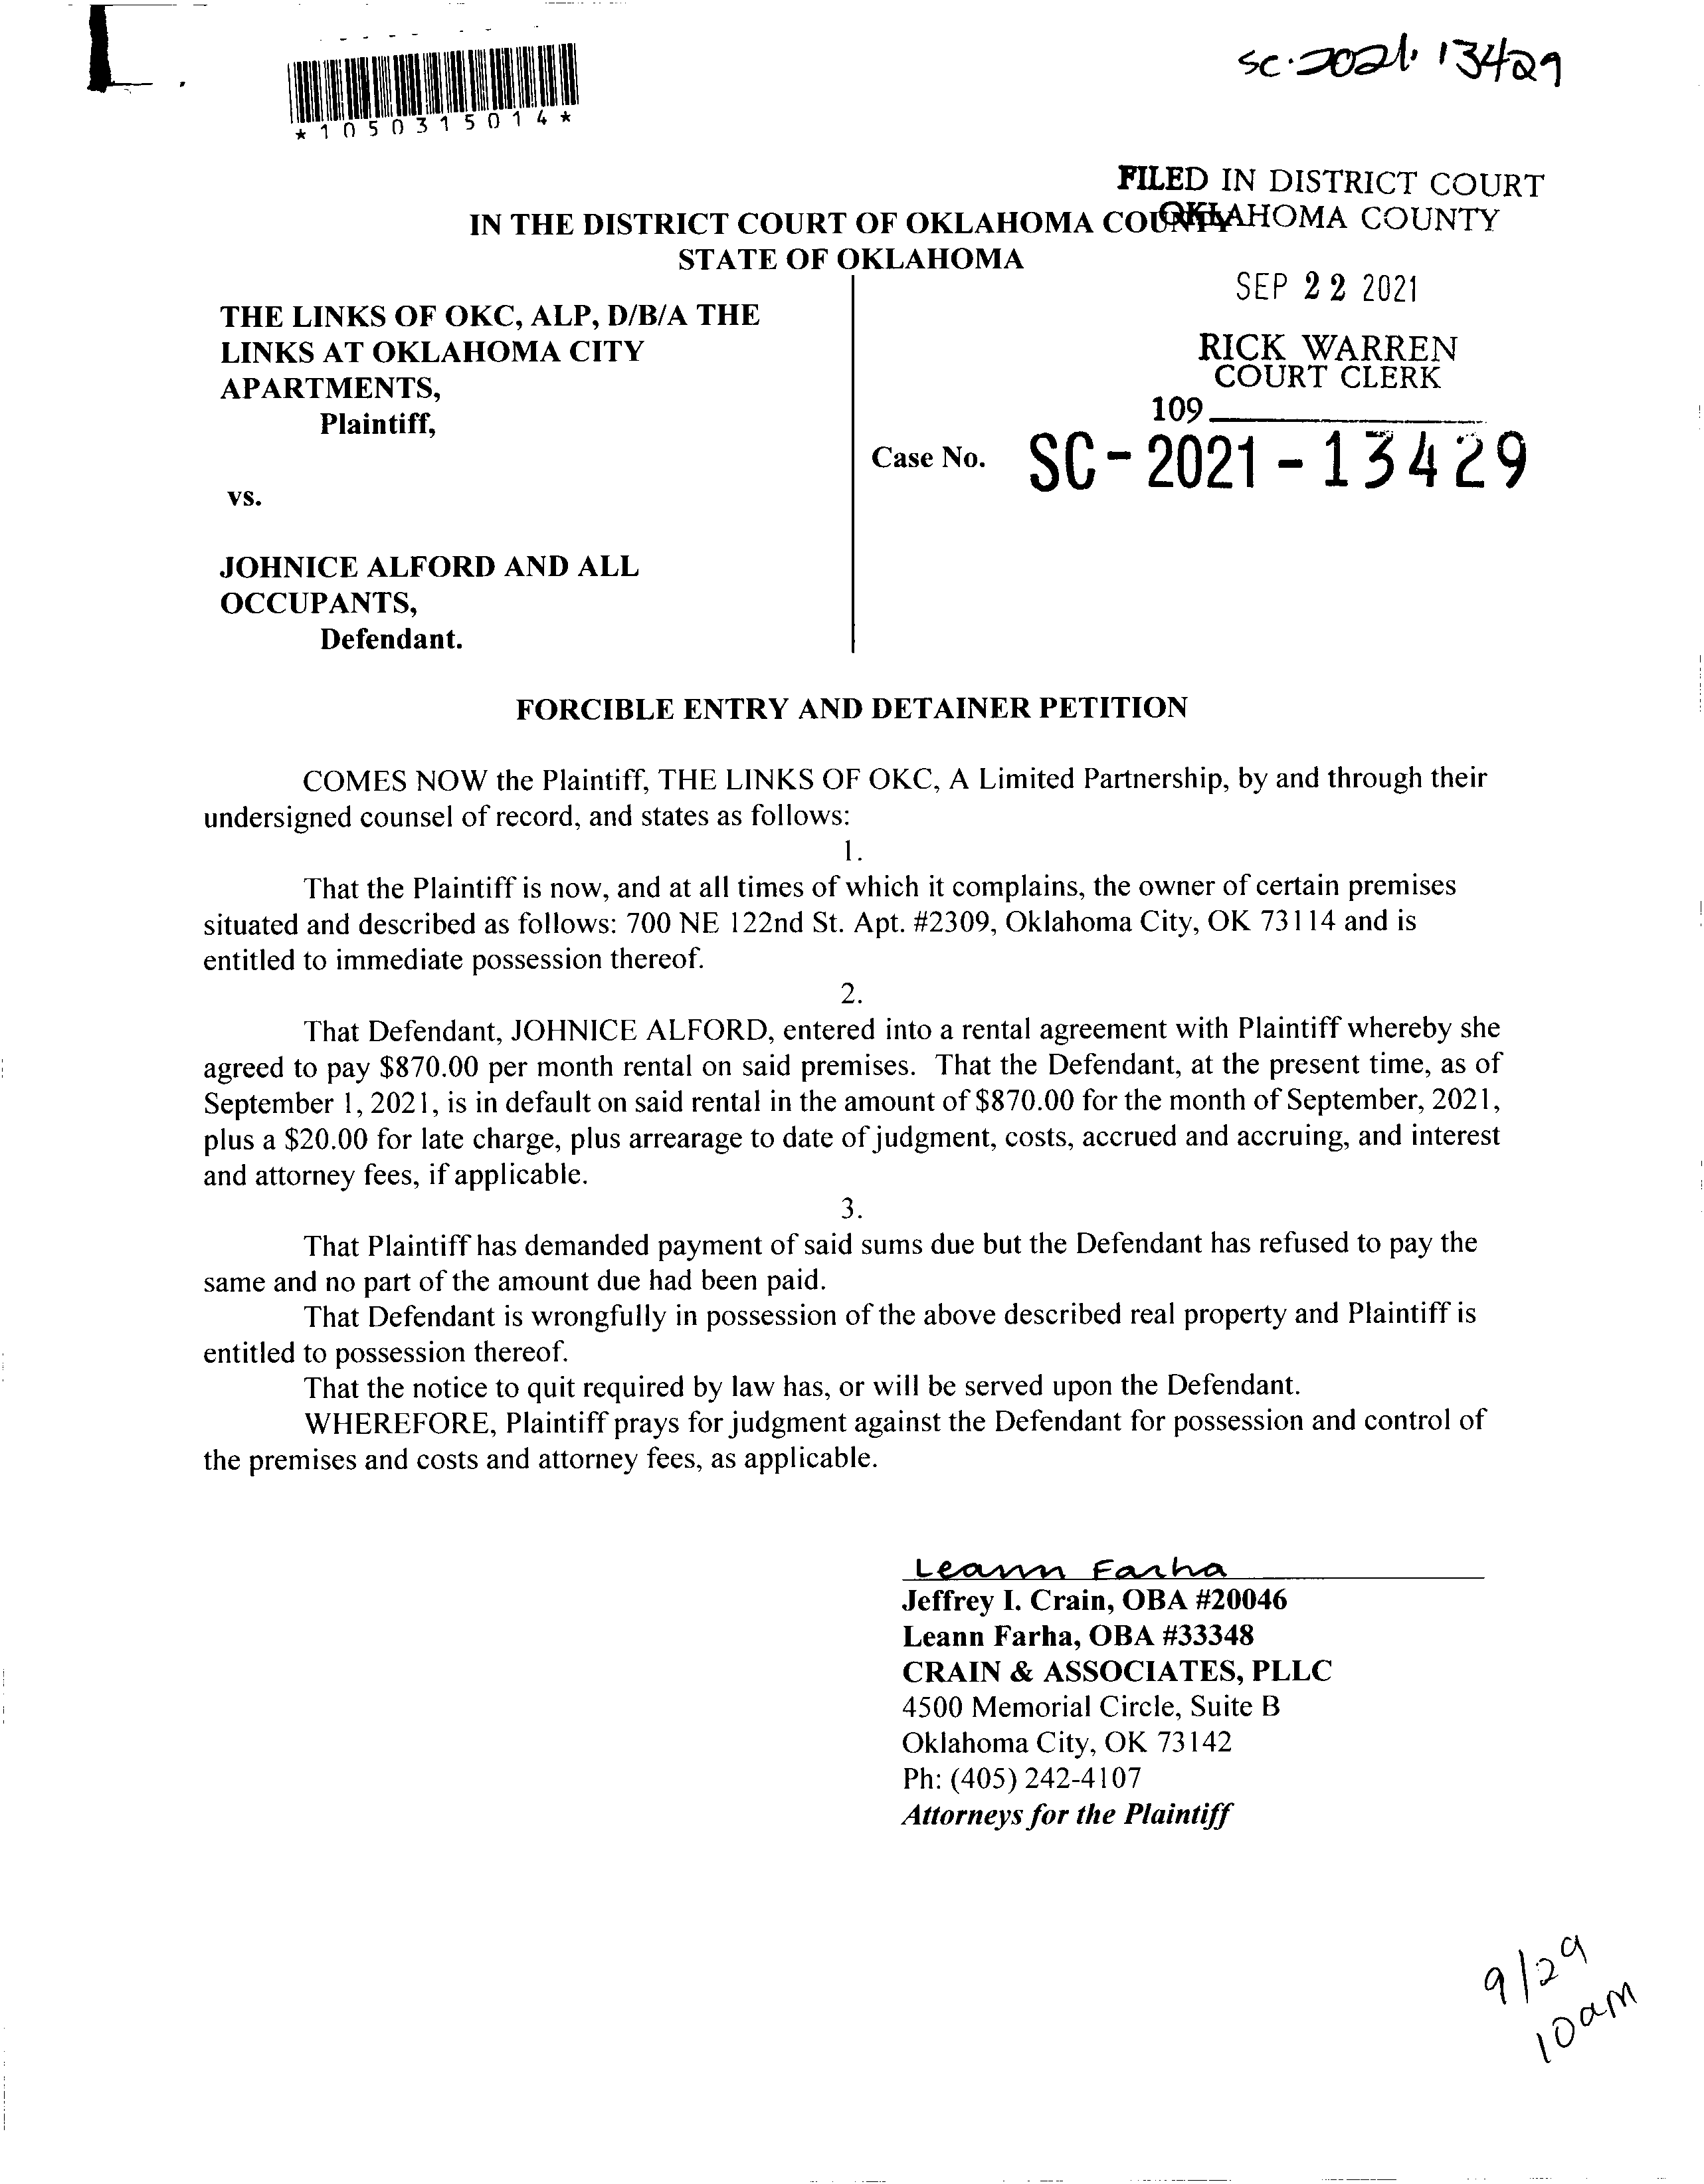 sc.2021.13429
*1050315014*
FILED IN DISTRICT COURT
OKLAHOMA COUNTY
IN THE DISTRICT COURT OF OKLAHOMA COUNTY
STATE OF OKLAHOMA
SEP 22 2021
THE LINKS OF OKC, ALP, D/B/A THE
LINKS AT OKLAHOMA CITY
APARTMENTS,
Plaintiff,
RICK WARREN
COURT CLERK
109
Case No. SC-2021-13429
vs.
JOHNICE ALFORD AND ALL
OCCUPANTS,
Defendant.
FORCIBLE ENTRY AND DETAINER PETITION
COMES NOW the Plaintiff, THE LINKS OF OKC, A Limited Partnership, by and through their
undersigned counsel of record, and states as follows:
1.
That the Plaintiff is now, and at all times of which it complains, the owner of certain premises
situated and described as follows: 700 NE 122nd St. Apt. #2309, Oklahoma City, OK 73114 and is
entitled to immediate possession thereof.
2.
That Defendant, JOHNICE ALFORD, entered into a rental agreement with Plaintiff whereby she
agreed to pay $870.00 per month rental on said premises. That the Defendant, at the present time, as of
September 1, 2021, is in default on said rental in the amount of $870.00 for the month of September, 2021,
plus a $20.00 for late charge, plus arrearage to date of judgment, costs, accrued and accruing, and interest
and attorney fees, if applicable.
3.
That Plaintiff has demanded payment of said sums due but the Defendant has refused to pay the
same and no part of the amount due had been paid.
That Defendant is wrongfully in possession of the above described real property and Plaintiff is
entitled to possession thereof.
That the notice to quit required by law has, or will be served upon the Defendant.
WHEREFORE, Plaintiff prays for judgment against the Defendant for possession and control of
the premises and costs and attorney fees, as applicable.
Leann Farha
Jeffrey I. Crain, OBA #20046
Leann Farha, OBA #33348
CRAIN & ASSOCIATES, PLLC
4500 Memorial Circle, Suite B
Oklahoma City, OK 73142
Ph: (405) 242-4107
Attorneys for the Plaintiff
9/29
10am